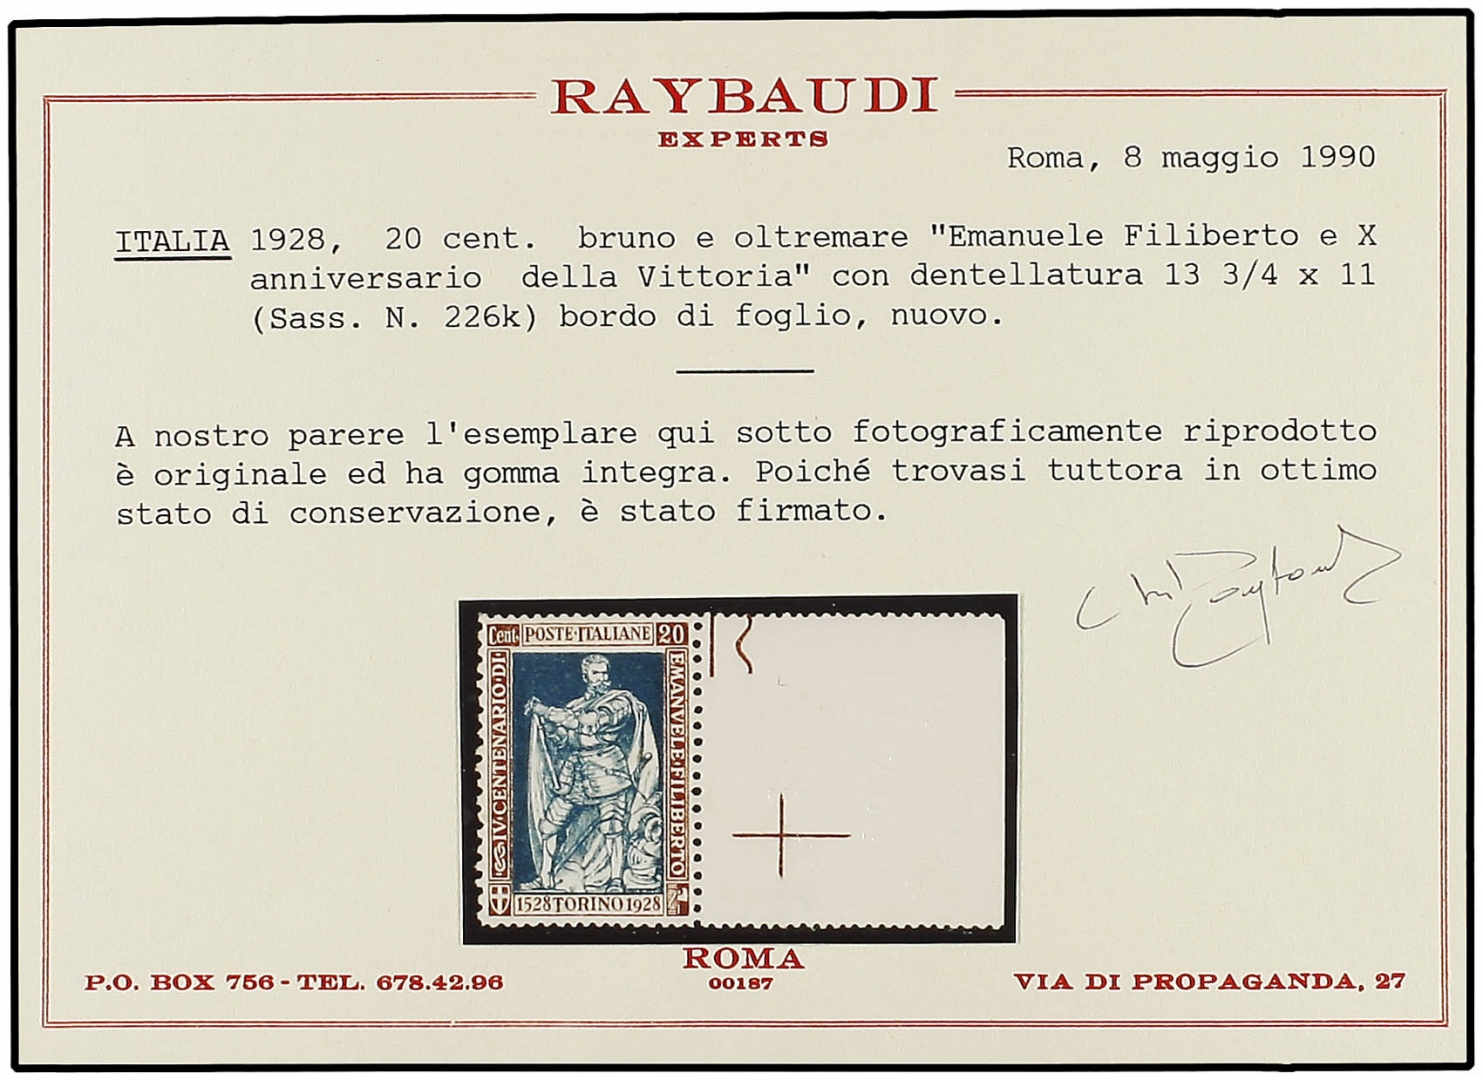 RAYBAUDI
EXPERTS
Roma, 8 maggio 1990
ITALIA 1928, 20 cent. bruno e oltremare "Emanuele Filiberto e X
anniversario della Vittoria" con dentellatura 13 3/4 x 11
(Sass. N. 226k) bordo di foglio, nuovo.
A nostro parere l'esemplare qui sotto fotograficamente riprodotto
è originale ed ha gomma integra. Poiché trovasi tuttora in ottimo
stato di conservazione, è stato firmato.
Cent. POSTE·ITALIANE 20
IV·CENTENARIO·DI·
EMANVELE·FILIBERTO
1528 TORINO 1928
ROMA
00187
P.O. BOX 756 - TEL. 678.42.96
VIA DI PROPAGANDA, 27